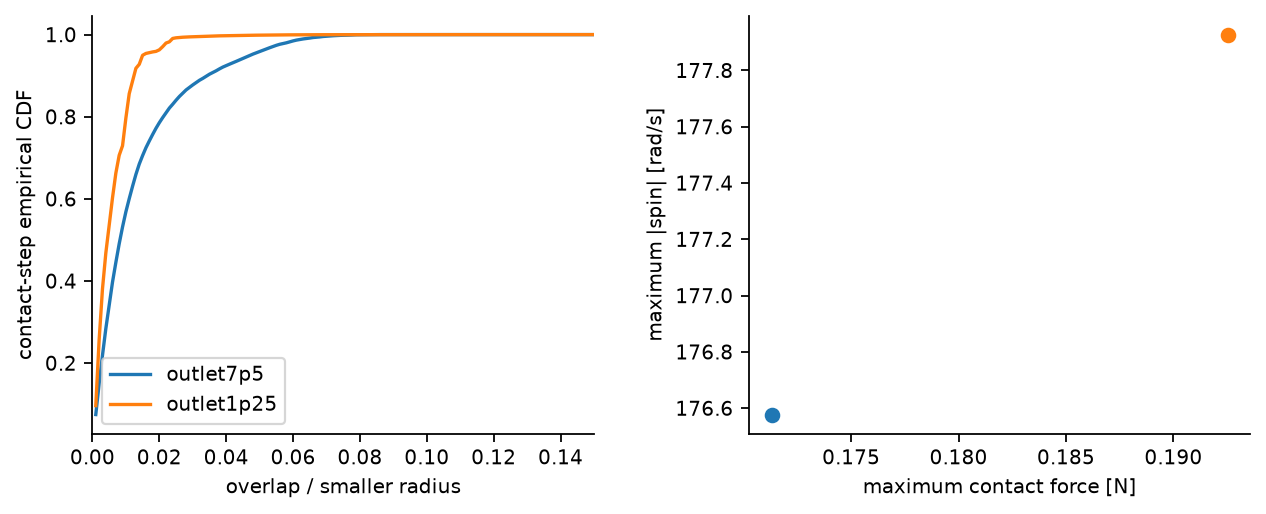 contact-step empirical CDF
1.0
0.8
0.6
0.4
0.2
outlet7p5
outlet1p25
0.00 0.02 0.04 0.06 0.08 0.10 0.12 0.14
overlap / smaller radius
maximum |spin| [rad/s]
177.8
177.6
177.4
177.2
177.0
176.8
176.6
0.175 0.180 0.185 0.190
maximum contact force [N]